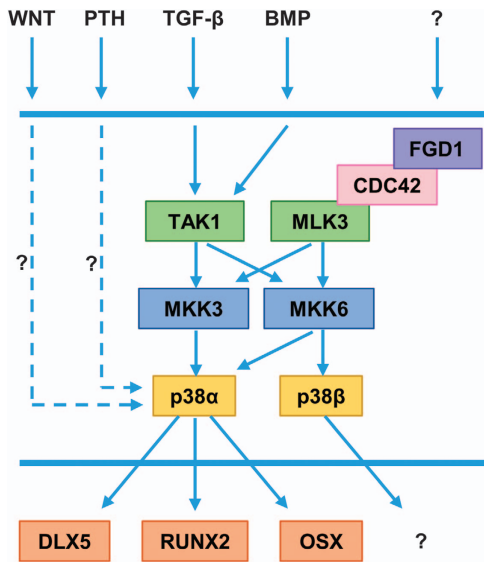 WNT PTH TGF-β BMP ?
FGD1
CDC42
TAK1 MLK3
? ?
MKK3 MKK6
p38α p38β
DLX5 RUNX2 OSX ?